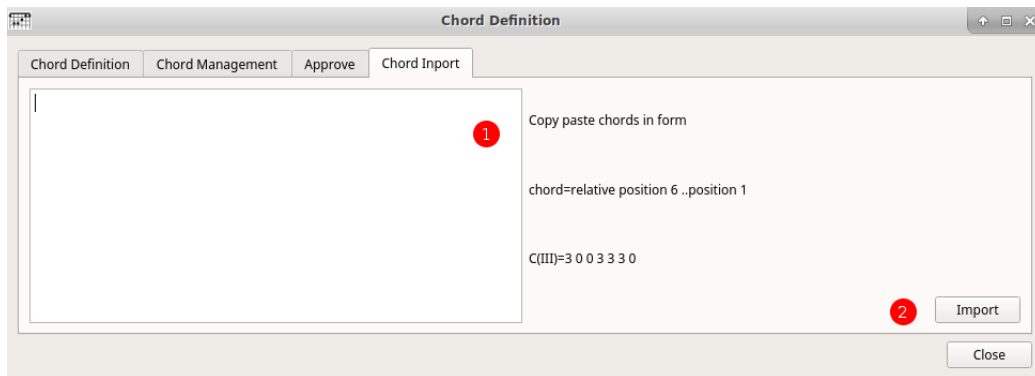 Chord Definition
Chord Definition Chord Management Approve Chord Inport
1
Copy paste chords in form
chord=relative position 6 ..position 1
C(III)=3 0 0 3 3 3 0
2
Import
Close